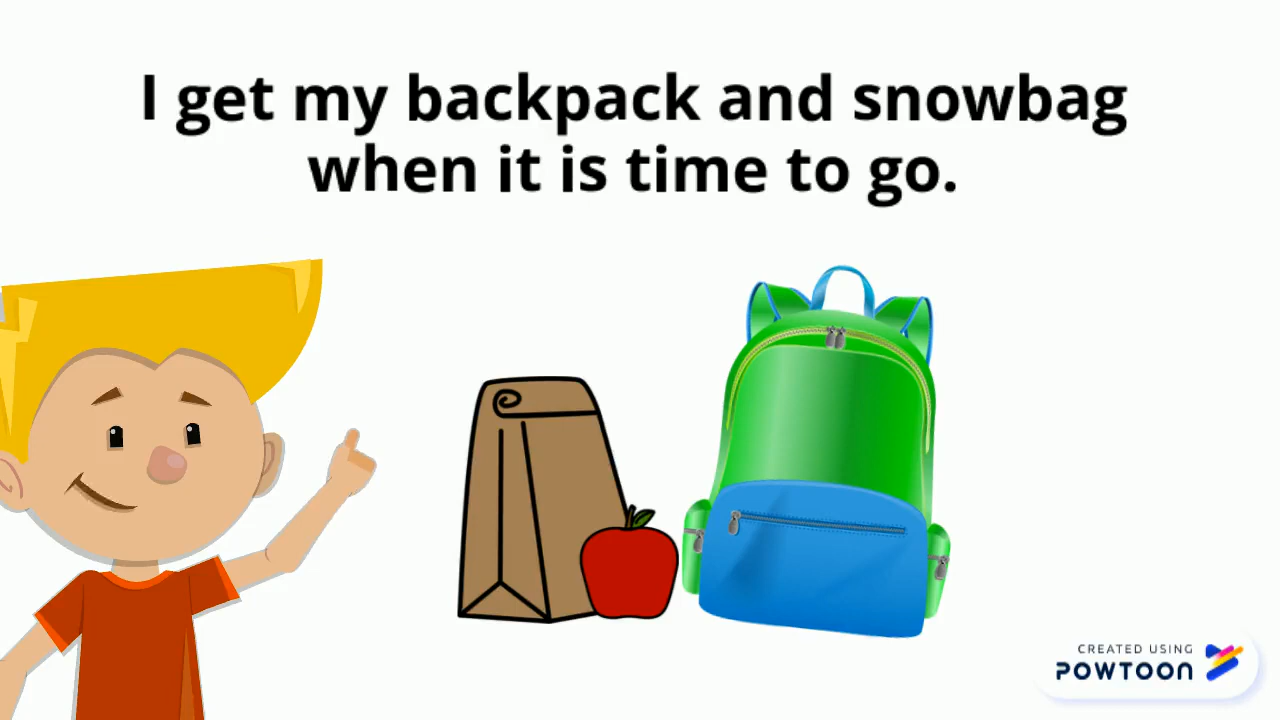 I get my backpack and snowbag
when it is time to go.
CREATED USING
POWTOON